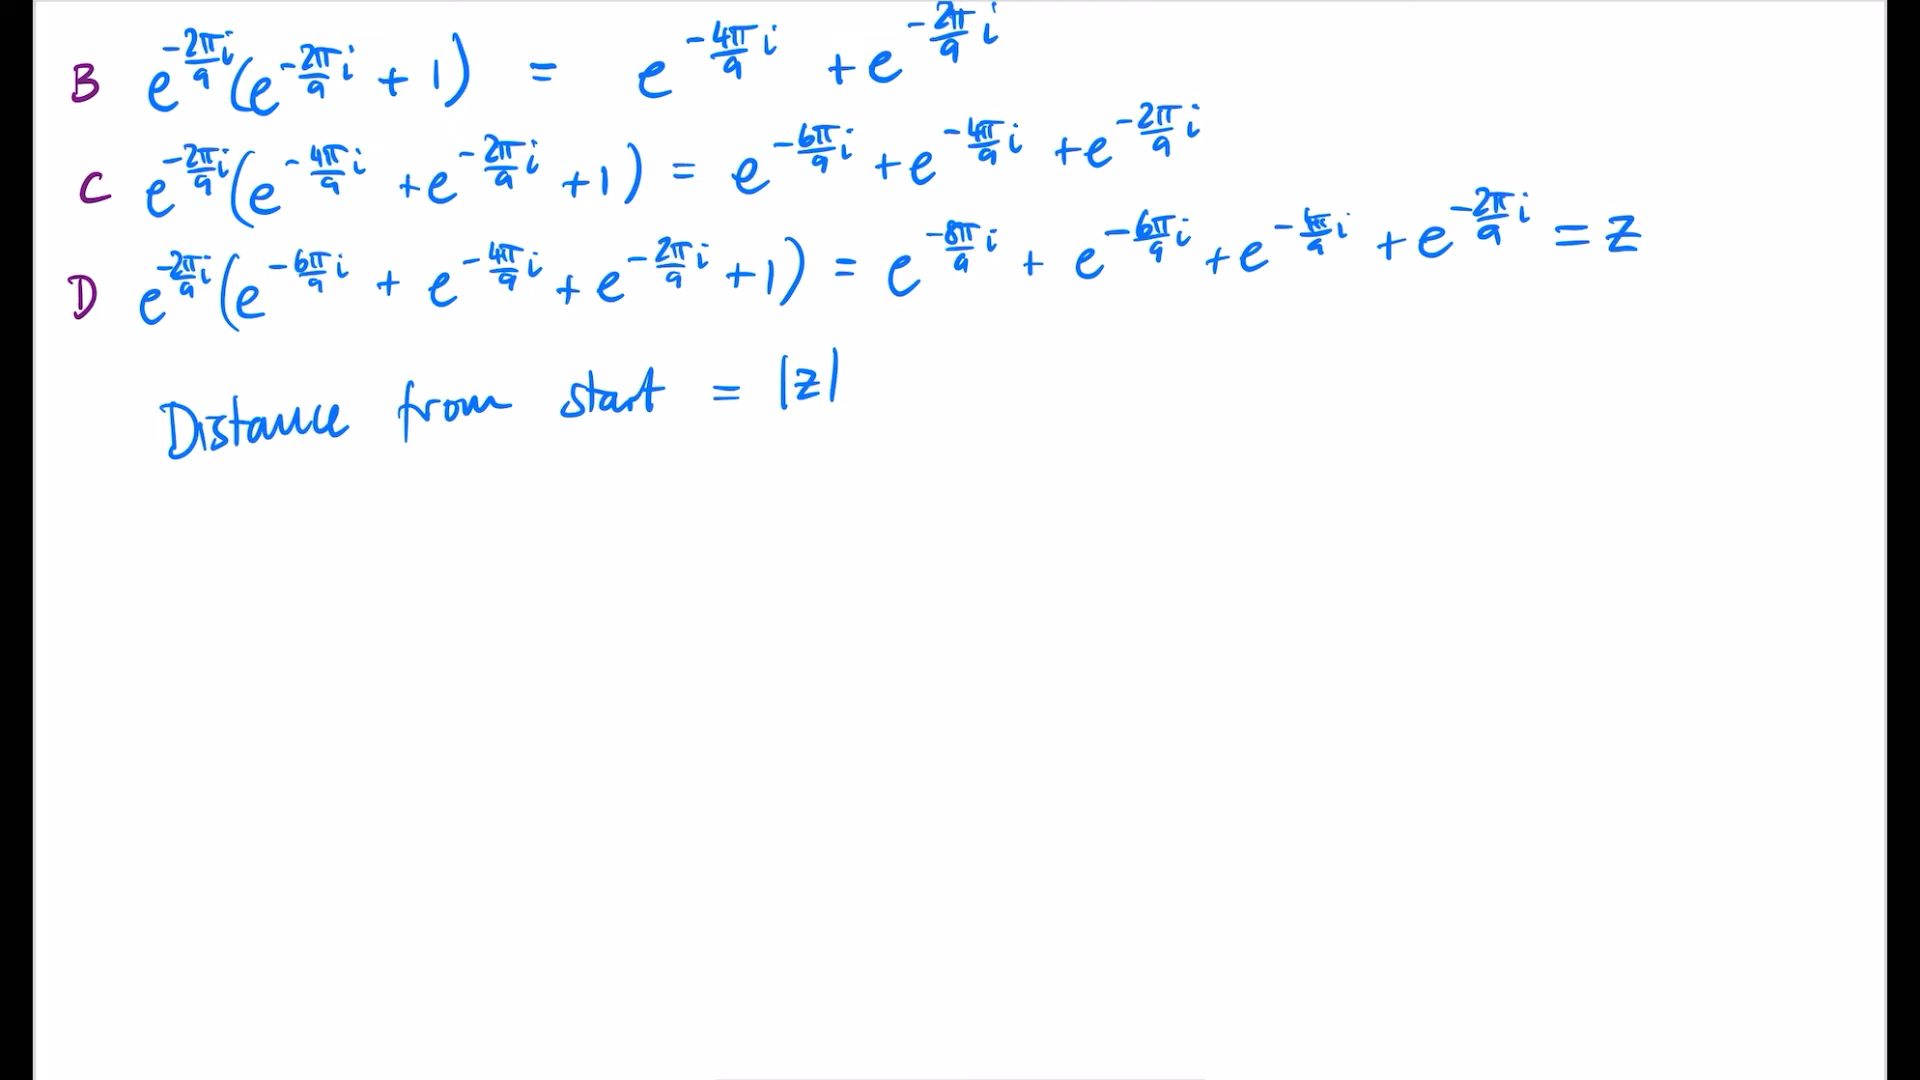 B e^{-2π/9 i}(e^{-2π/9 i} + 1) = e^{-4π/9 i} + e^{-2π/9 i}
C e^{-2π/9 i}(e^{-4π/9 i} + e^{-2π/9 i} + 1) = e^{-6π/9 i} + e^{-4π/9 i} + e^{-2π/9 i}
D e^{-2π/9 i}(e^{-6π/9 i} + e^{-4π/9 i} + e^{-2π/9 i} + 1) = e^{-8π/9 i} + e^{-6π/9 i} + e^{-4π/9 i} + e^{-2π/9 i} = z
Distance from start = |z|